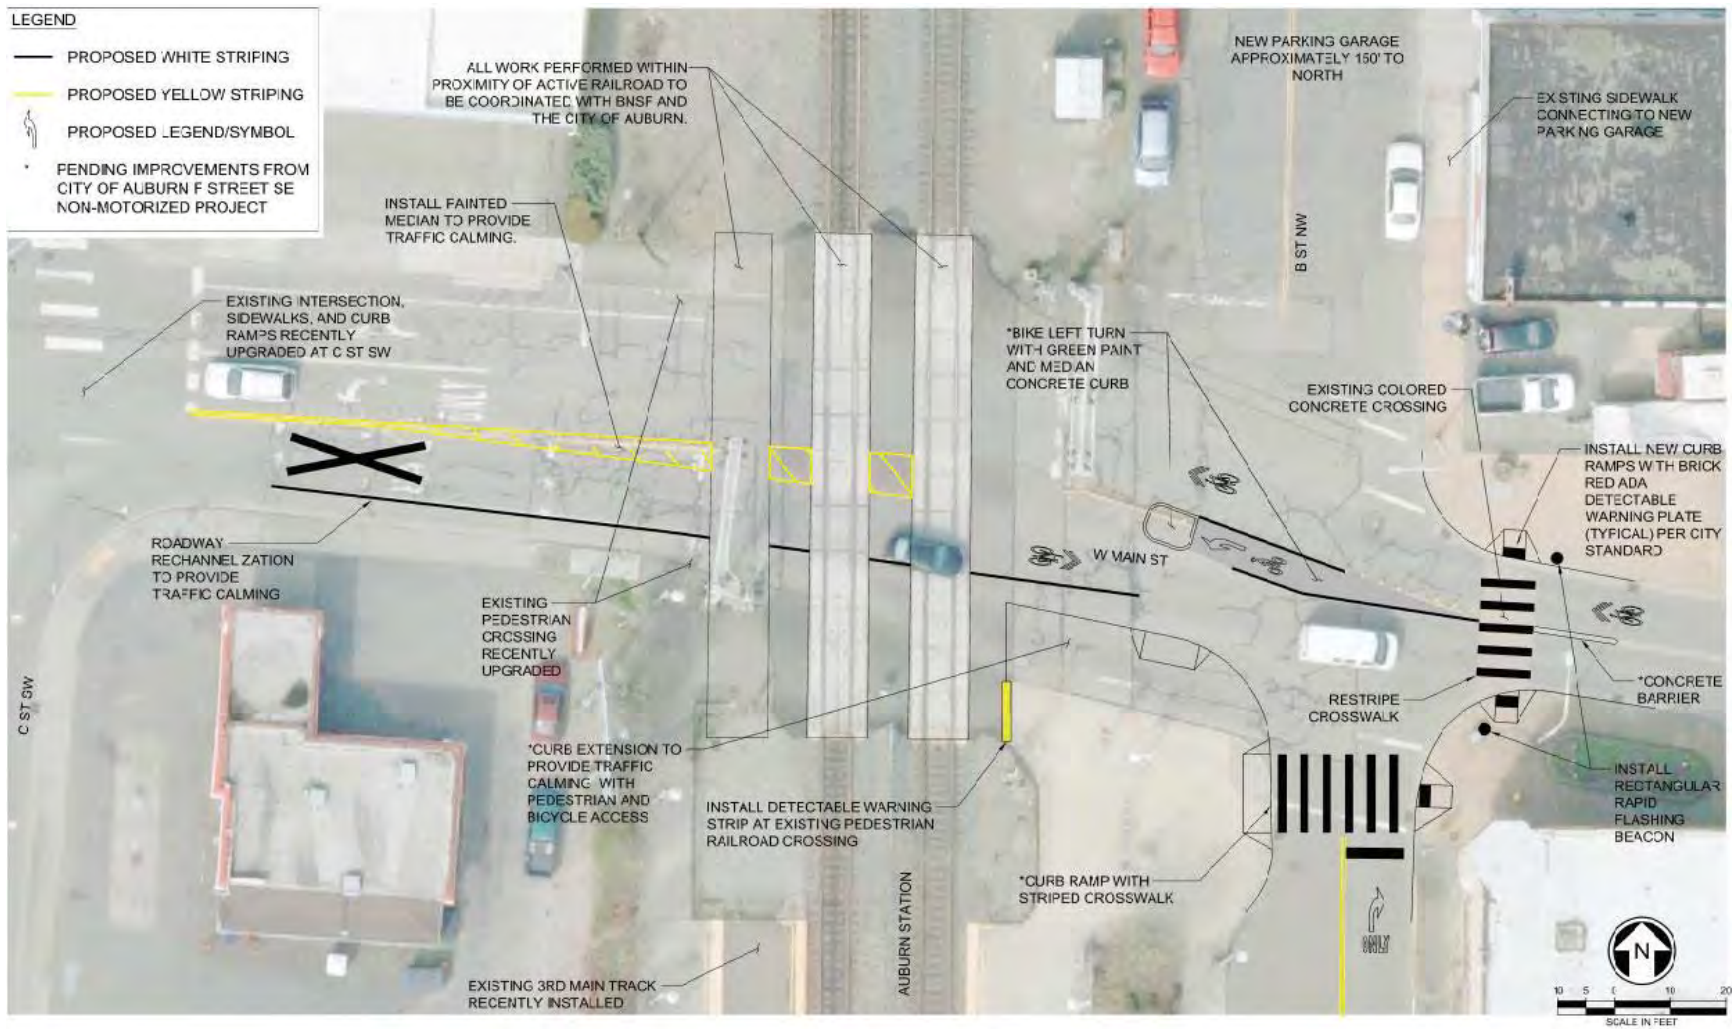 LEGEND
PROPOSED WHITE STRIPING
PROPOSED YELLOW STRIPING
PROPOSED LEGEND/SYMBOL
* PENDING IMPROVEMENTS FROM
CITY OF AUBURN F STREET SE
NON-MOTORIZED PROJECT
ALL WORK PERFORMED WITHIN
PROXIMITY OF ACTIVE RAILROAD TO
BE COORDINATED WITH BNSF AND
THE CITY OF AUBURN.
NEW PARKING GARAGE
APPROXIMATELY 150' TO
NORTH
EXISTING SIDEWALK
CONNECTING TO NEW
PARKING GARAGE
INSTALL PAINTED
MEDIAN TO PROVIDE
TRAFFIC CALMING.
B ST NW
EXISTING INTERSECTION,
SIDEWALKS, AND CURB
RAMPS RECENTLY
UPGRADED AT C ST SW
*BIKE LEFT TURN
WITH GREEN PAINT
AND MEDIAN
CONCRETE CURB
EXISTING COLORED
CONCRETE CROSSING
INSTALL NEW CURB
RAMPS WITH BRICK
RED ADA
DETECTABLE
WARNING PLATE
(TYPICAL) PER CITY
STANDARD
ROADWAY
RECHANNELIZATION
TO PROVIDE
TRAFFIC CALMING
W MAIN ST
EXISTING
PEDESTRIAN
CROSSING
RECENTLY
UPGRADED
C ST SW
RESTRIPE
CROSSWALK
*CONCRETE
BARRIER
*CURB EXTENSION TO
PROVIDE TRAFFIC
CALMING WITH
PEDESTRIAN AND
BICYCLE ACCESS
INSTALL DETECTABLE WARNING
STRIP AT EXISTING PEDESTRIAN
RAILROAD CROSSING
INSTALL
RECTANGULAR
RAPID
FLASHING
BEACON
*CURB RAMP WITH
STRIPED CROSSWALK
AUBURN STATION
ONLY
EXISTING 3RD MAIN TRACK
RECENTLY INSTALLED
N
10 5 0 10 20
SCALE IN FEET